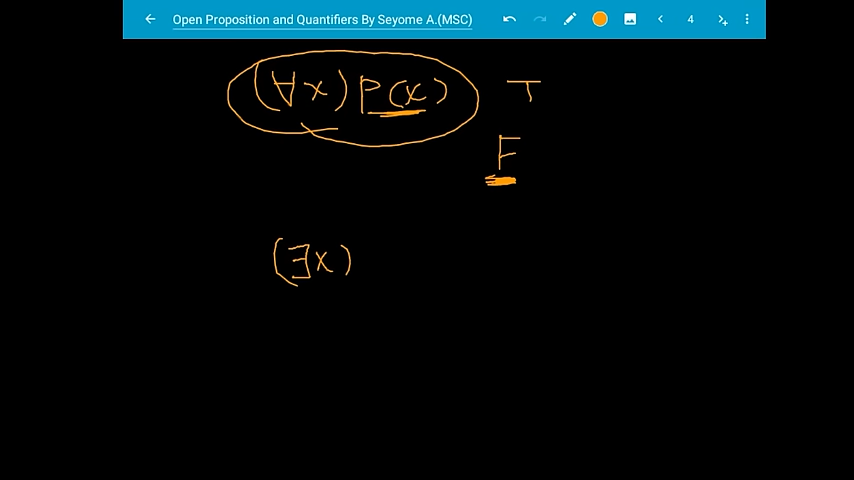 Open Proposition and Quantifiers By Seyome A.(MSC) 4
(∀x) P(x) T
F
(∃x)